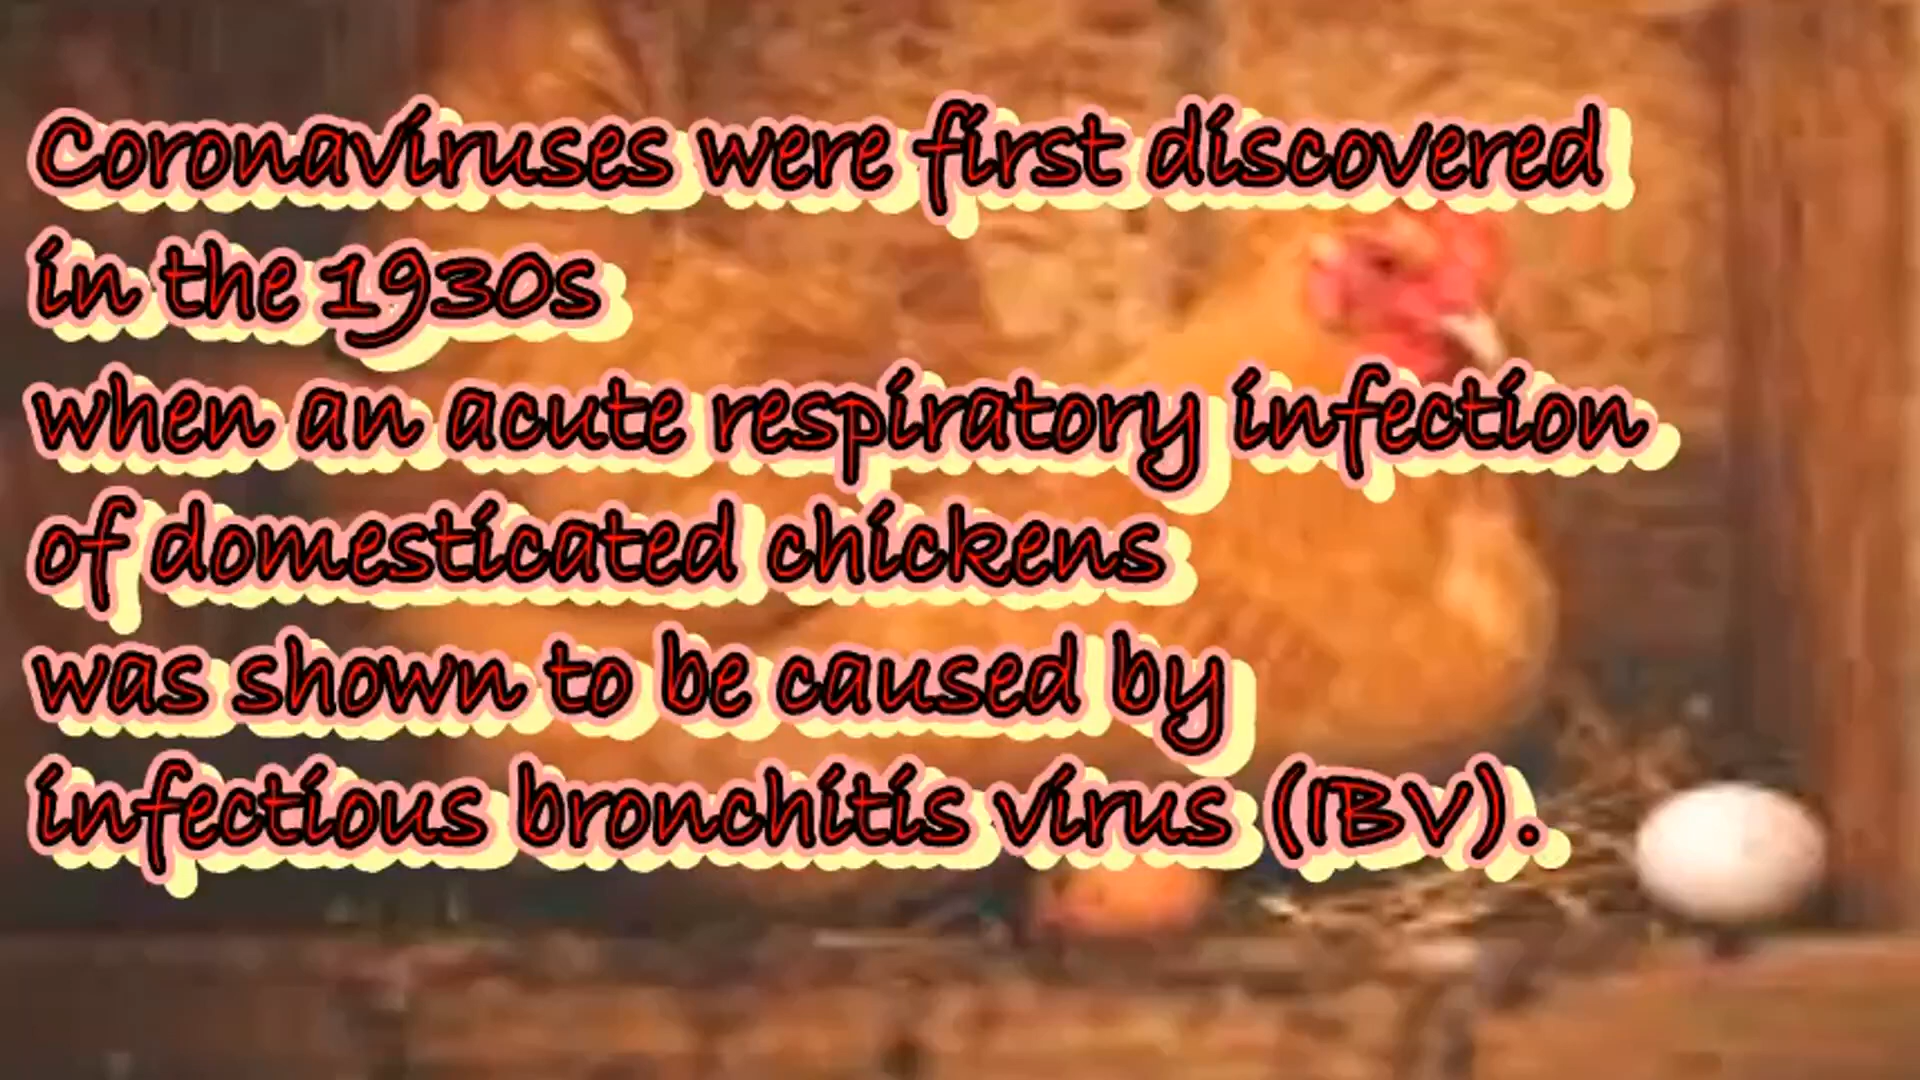 Coronaviruses were first discovered
in the 1930s
when an acute respiratory infection
of domesticated chickens
was shown to be caused by
infectious bronchitis virus (IBV).